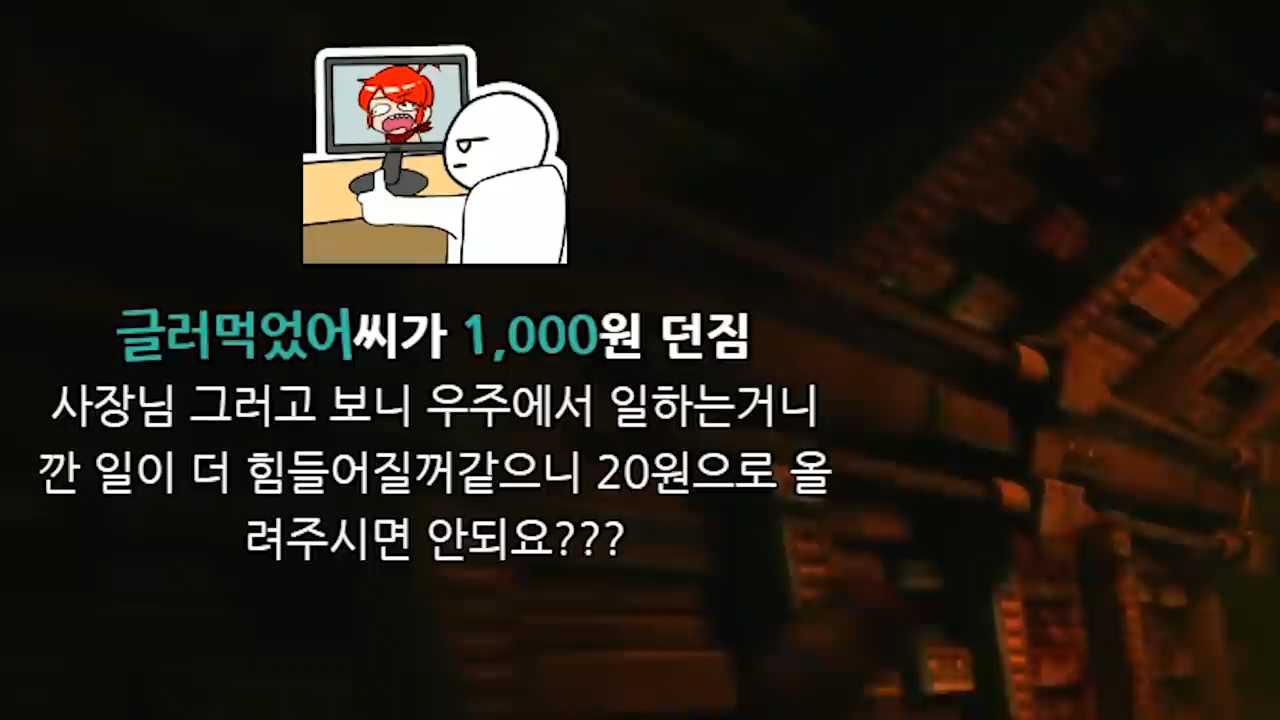 글러먹었어씨가 1,000원 던짐
사장님 그러고 보니 우주에서 일하는거니
깐 일이 더 힘들어질꺼같으니 20원으로 올
려주시면 안되요???